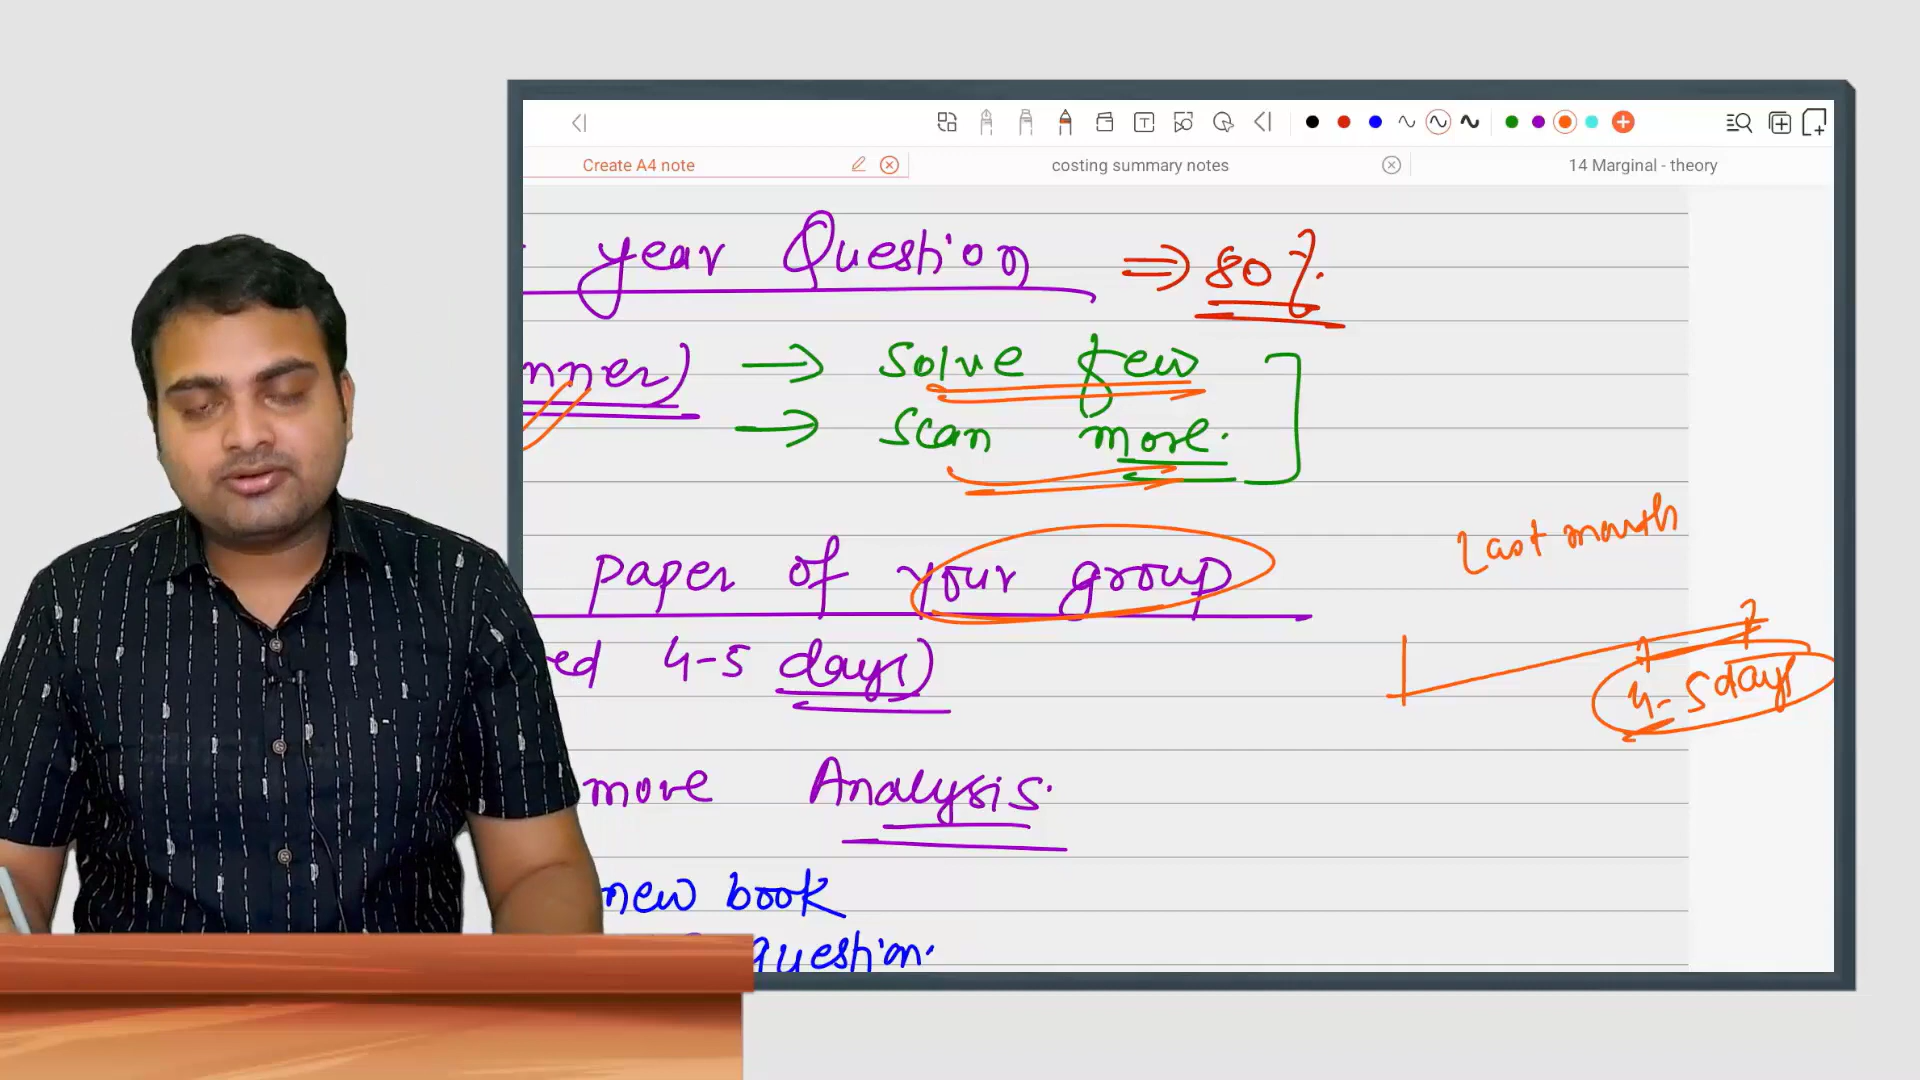 Create A4 note costing summary notes 14 Marginal - theory
year Question ⇒ 80%.
nner) → Solve few
→ Scan more.
Last month
paper of your group
ed 4-5 days)
4-5 days
more Analysis.
new book
question.